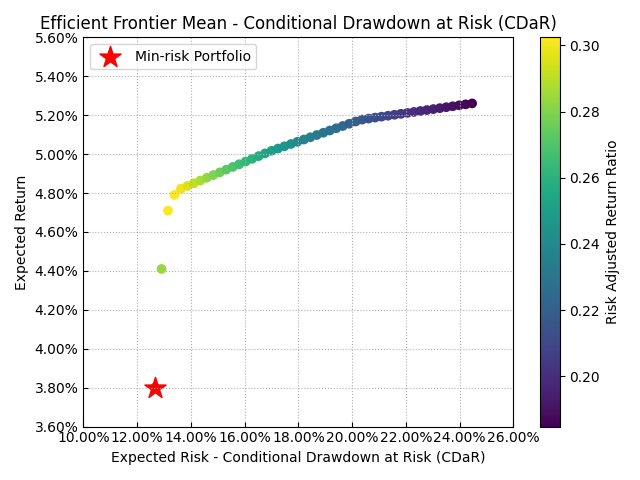 Efficient Frontier Mean - Conditional Drawdown at Risk (CDaR)
Min-risk Portfolio
5.60%
5.40%
5.20%
5.00%
4.80%
4.60%
4.40%
4.20%
4.00%
3.80%
3.60%
Expected Return
10.00% 12.00% 14.00% 16.00% 18.00% 20.00% 22.00% 24.00% 26.00%
Expected Risk - Conditional Drawdown at Risk (CDaR)
0.30
0.28
0.26
0.24
0.22
0.20
Risk Adjusted Return Ratio